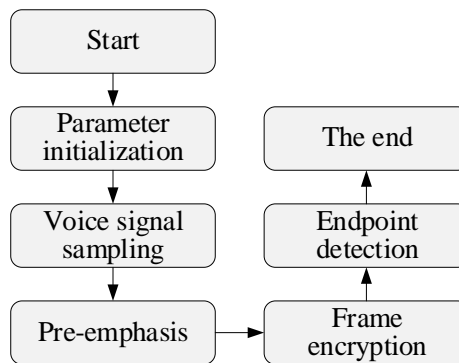 Start
Parameter
initialization
Voice signal
sampling
Pre-emphasis
Frame
encryption
Endpoint
detection
The end